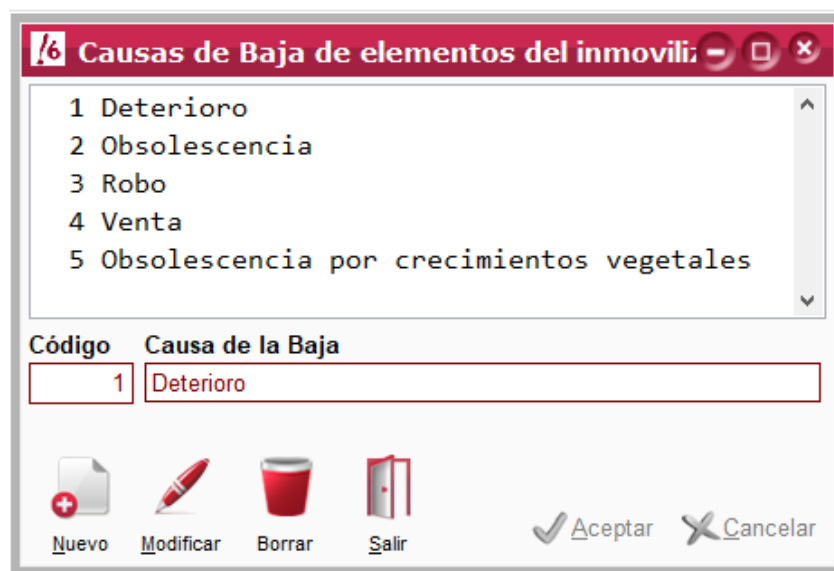 Causas de Baja de elementos del inmoviliz
1 Deterioro
2 Obsolescencia
3 Robo
4 Venta
5 Obsolescencia por crecimientos vegetales
Código Causa de la Baja
1 Deterioro
Nuevo Modificar Borrar Salir Aceptar Cancelar